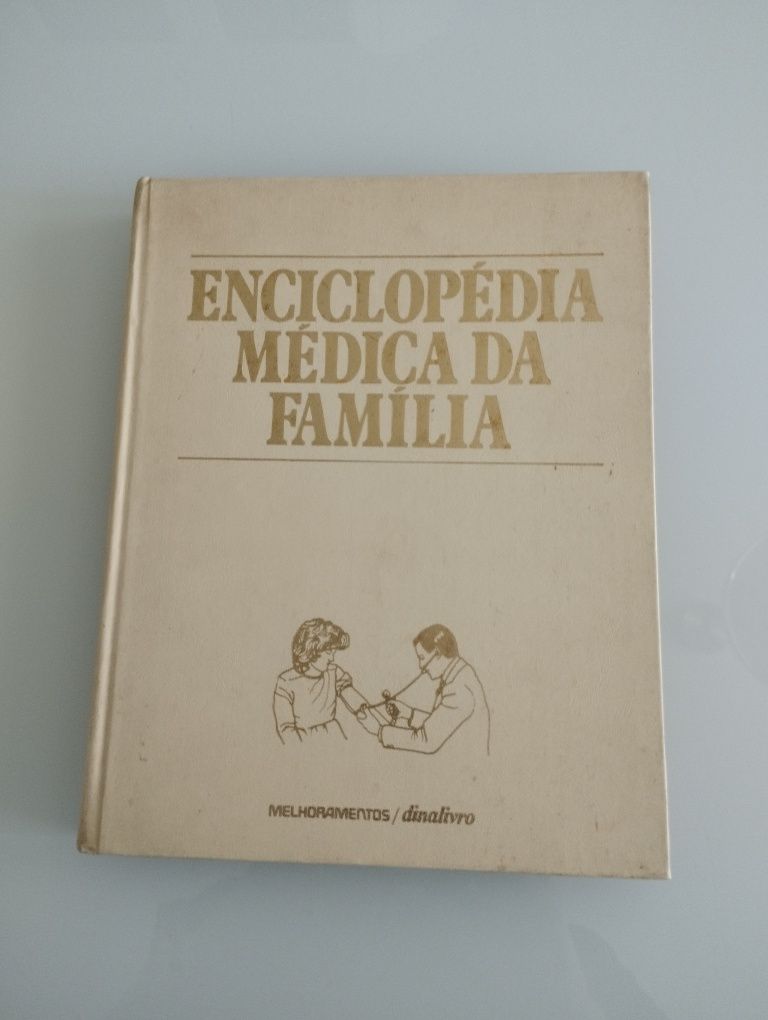 ENCICLOPÉDIA
MÉDICA DA
FAMÍLIA
MELHORAMENTOS / dinalivro